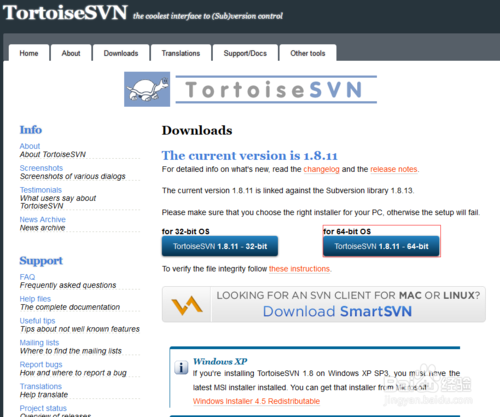 TortoiseSVN the coolest interface to (Sub)version control
Home About Downloads Translations Support/Docs Other tools
TortoiseSVN
Info
About
About TortoiseSVN
Screenshots
Screenshots of various dialogs
Testimonials
What users say about
TortoiseSVN
News Archive
News archive
Support
FAQ
Frequently asked questions
Help files
The complete documentation
Useful tips
Tips about not well known features
Mailing lists
Where to find the mailing lists
Report bugs
How and where to report a bug
Translations
Help translate
Project status
Overview of releases
Downloads
The current version is 1.8.11
For detailed info on what's new, read the changelog and the release notes.
The current version 1.8.11 is linked against the Subversion library 1.8.13.
Please make sure that you choose the right installer for your PC, otherwise the setup will fail.
for 32-bit OS
TortoiseSVN 1.8.11 - 32-bit
for 64-bit OS
TortoiseSVN 1.8.11 - 64-bit
To verify the file integrity follow these instructions.
LOOKING FOR AN SVN CLIENT FOR MAC OR LINUX?
Download SmartSVN
Windows XP
If you're installing TortoiseSVN 1.8 on Windows XP SP3, you must have the
latest MSI installer installed. You can get that installer from Microsoft:
Windows Installer 4.5 Redistributable